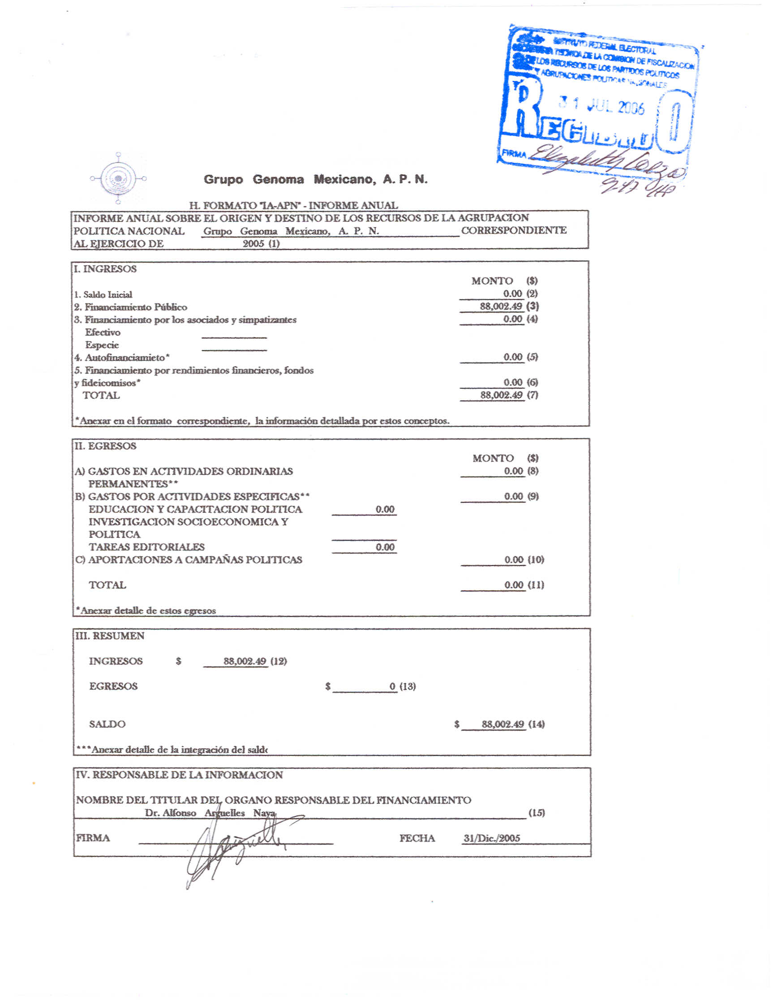 INSTITUTO FEDERAL ELECTORAL
SECRETARIA TECNICA DE LA COMISION DE FISCALIZACION
DE LOS RECURSOS DE LOS PARTIDOS POLITICOS
Y AGRUPACIONES POLITICAS NACIONALES
31 JUL 2006
RECIBIDO
FIRMA
Grupo Genoma Mexicano, A. P. N.
H. FORMATO "IA-APN" - INFORME ANUAL
INFORME ANUAL SOBRE EL ORIGEN Y DESTINO DE LOS RECURSOS DE LA AGRUPACION
POLITICA NACIONAL Grupo Genoma Mexicano, A. P. N. CORRESPONDIENTE
AL EJERCICIO DE 2005 (1)
I. INGRESOS
MONTO ($)
1. Saldo Inicial 0.00 (2)
2. Financiamiento Público 88,002.49 (3)
3. Financiamiento por los asociados y simpatizantes 0.00 (4)
Efectivo
Especie
4. Autofinanciamieto* 0.00 (5)
5. Financiamiento por rendimientos financieros, fondos
y fideicomisos* 0.00 (6)
TOTAL 88,002.49 (7)
*Anexar en el formato correspondiente, la información detallada por estos conceptos.
II. EGRESOS
MONTO ($)
A) GASTOS EN ACTIVIDADES ORDINARIAS 0.00 (8)
PERMANENTES**
B) GASTOS POR ACTIVIDADES ESPECIFICAS** 0.00 (9)
EDUCACION Y CAPACITACION POLITICA 0.00
INVESTIGACION SOCIOECONOMICA Y
POLITICA
TAREAS EDITORIALES 0.00
C) APORTACIONES A CAMPAÑAS POLITICAS 0.00 (10)
TOTAL 0.00 (11)
*Anexar detalle de estos egresos
III. RESUMEN
INGRESOS $ 88,002.49 (12)
EGRESOS $ 0 (13)
SALDO $ 88,002.49 (14)
***Anexar detalle de la integración del sald
IV. RESPONSABLE DE LA INFORMACION
NOMBRE DEL TITULAR DEL ORGANO RESPONSABLE DEL FINANCIAMIENTO
Dr. Alfonso Arguelles Nava (15)
FIRMA FECHA 31/Dic./2005